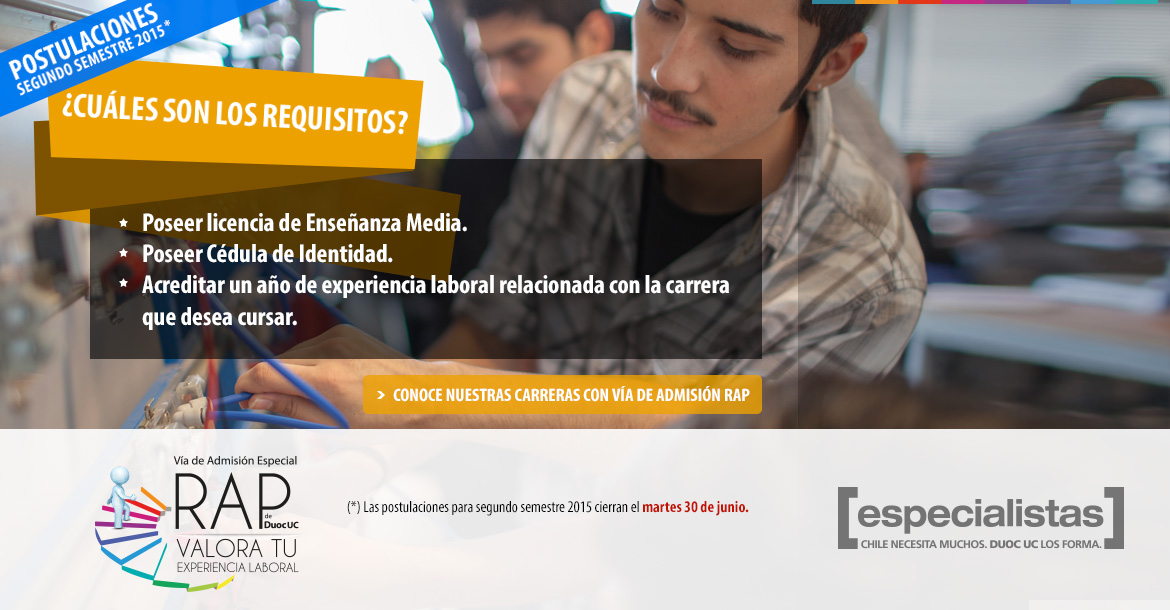 POSTULACIONES
SEGUNDO SEMESTRE 2015*
¿CUÁLES SON LOS REQUISITOS?
Poseer licencia de Enseñanza Media.
Poseer Cédula de Identidad.
Acreditar un año de experiencia laboral relacionada con la carrera
que desea cursar.
> CONOCE NUESTRAS CARRERAS CON VÍA DE ADMISIÓN RAP
Vía de Admisión Especial
RAP
de
Duoc UC
VALORA TU
EXPERIENCIA LABORAL
(*) Las postulaciones para segundo semestre 2015 cierran el martes 30 de junio.
[especialistas]
CHILE NECESITA MUCHOS. DUOC UC LOS FORMA.